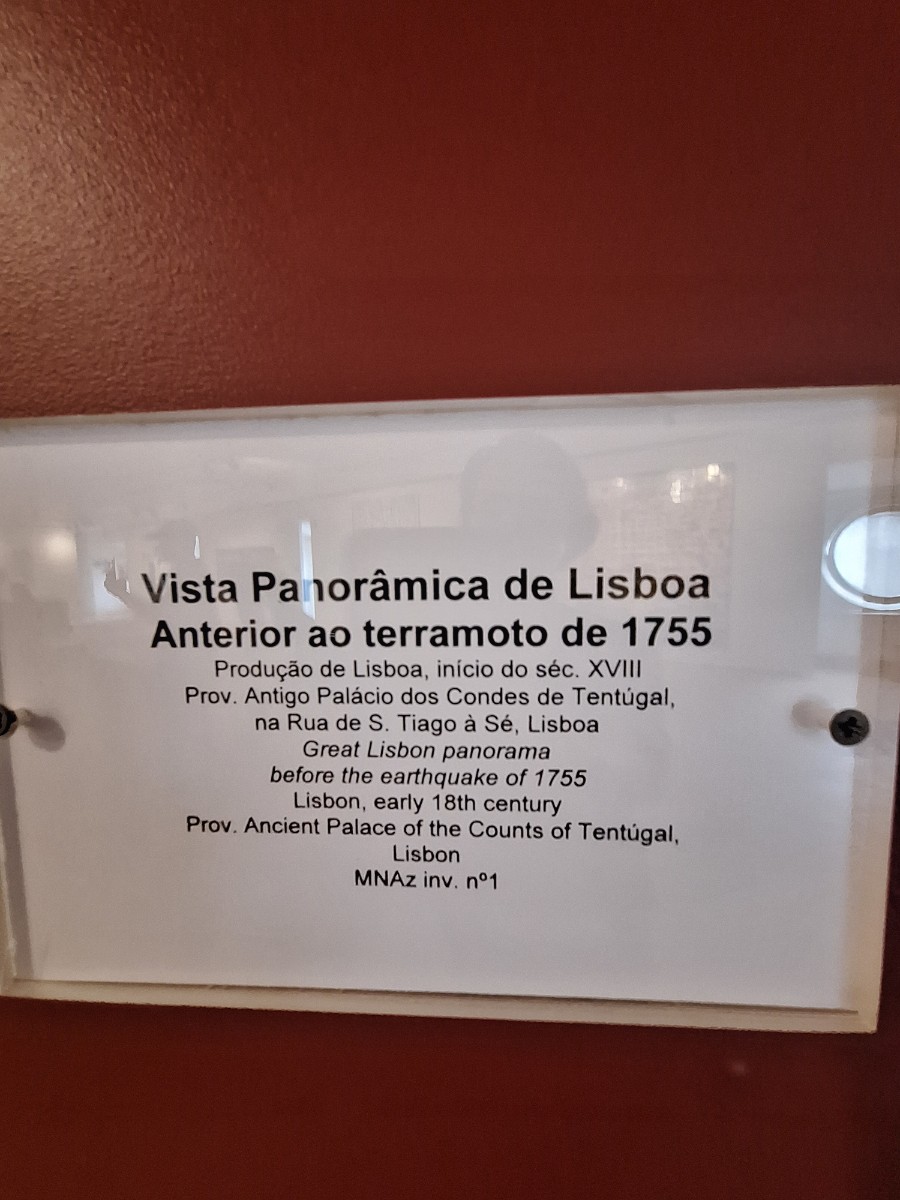 Vista Panorâmica de Lisboa
Anterior ao terramoto de 1755
Produção de Lisboa, início do séc. XVIII
Prov. Antigo Palácio dos Condes de Tentúgal,
na Rua de S. Tiago à Sé, Lisboa
Great Lisbon panorama
before the earthquake of 1755
Lisbon, early 18th century
Prov. Ancient Palace of the Counts of Tentúgal,
Lisbon
MNAz inv. nº1